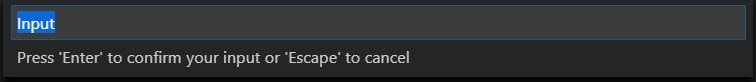 Input
Press 'Enter' to confirm your input or 'Escape' to cancel